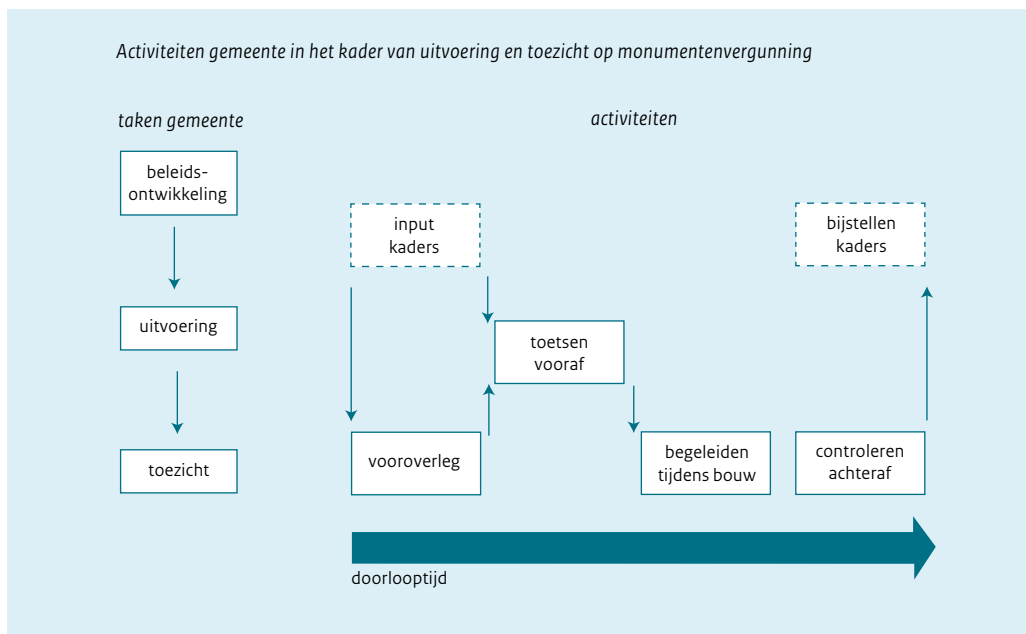 Activiteiten gemeente in het kader van uitvoering en toezicht op monumentenvergunning
taken gemeente
activiteiten
beleids-
ontwikkeling
input
kaders
bijstellen
kaders
uitvoering
toetsen
vooraf
toezicht
vooroverleg
begeleiden
tijdens bouw
controleren
achteraf
doorlooptijd